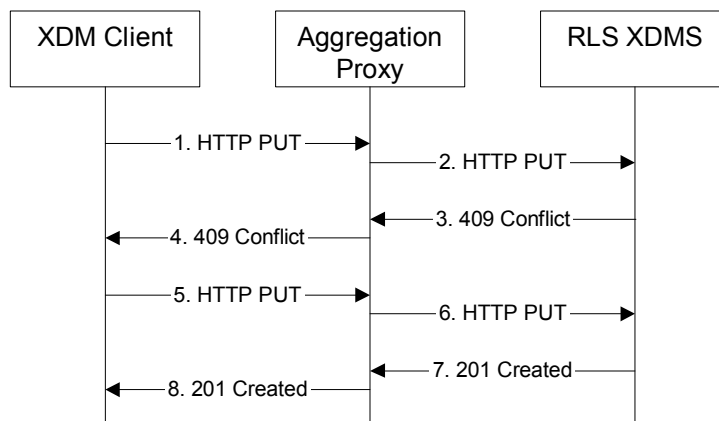 XDM Client
Aggregation
Proxy
RLS XDMS
1. HTTP PUT
2. HTTP PUT
3. 409 Conflict
4. 409 Conflict
5. HTTP PUT
6. HTTP PUT
7. 201 Created
8. 201 Created